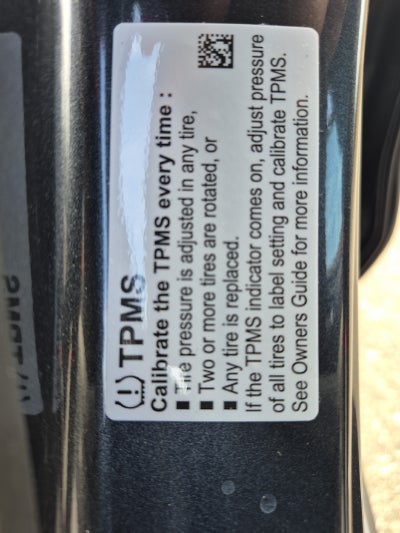 TPMS
Calibrate the TPMS every time :
■ Tire pressure is adjusted in any tire,
■ Two or more tires are rotated, or
■ Any tire is replaced.
If the TPMS indicator comes on, adjust pressure
of all tires to label setting and calibrate TPMS.
See Owners Guide for more information.